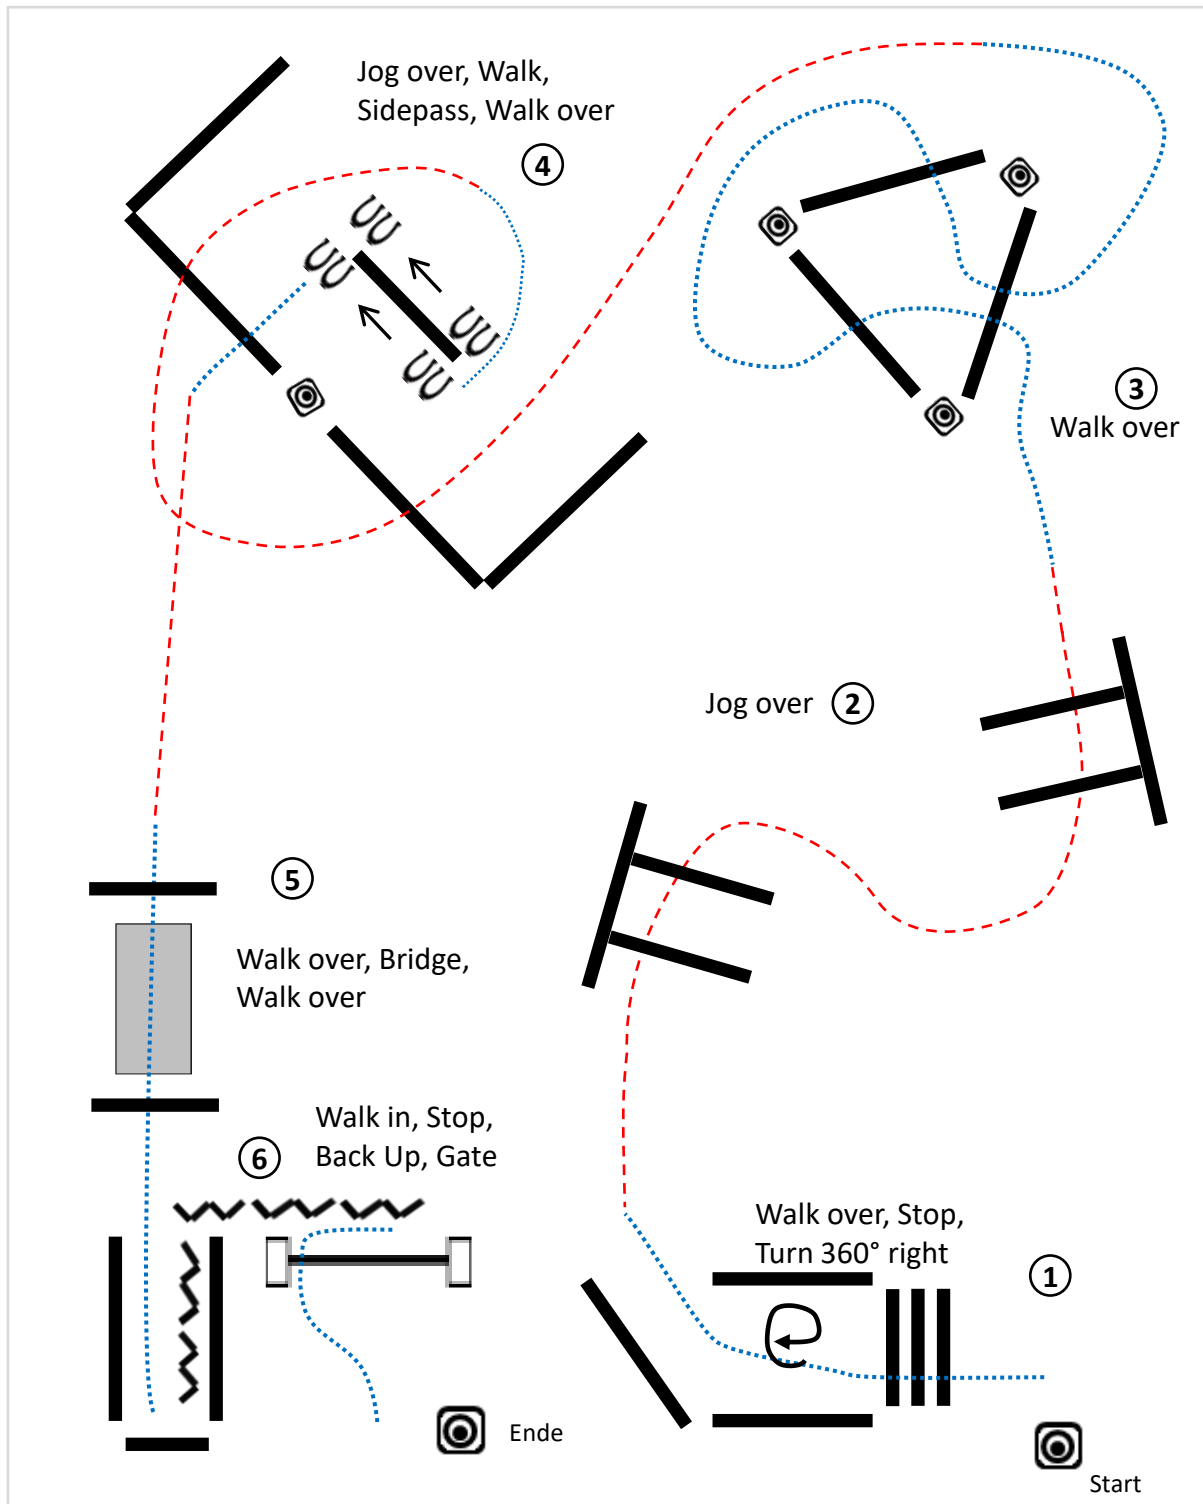 Jog over, Walk,
Sidepass, Walk over
4
3
Walk over
Jog over 2
5
Walk over, Bridge,
Walk over
Walk in, Stop,
6
Back Up, Gate
Walk over, Stop,
Turn 360° right
1
Ende
Start